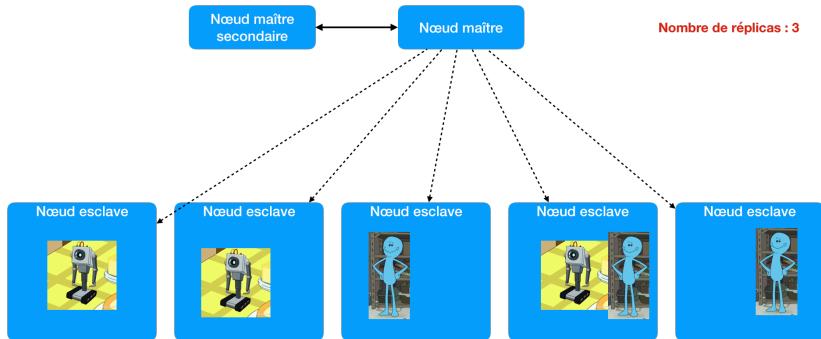 Nœud maître
secondaire
Nœud maître
Nombre de réplicas : 3
Nœud esclave
Nœud esclave
Nœud esclave
Nœud esclave
Nœud esclave